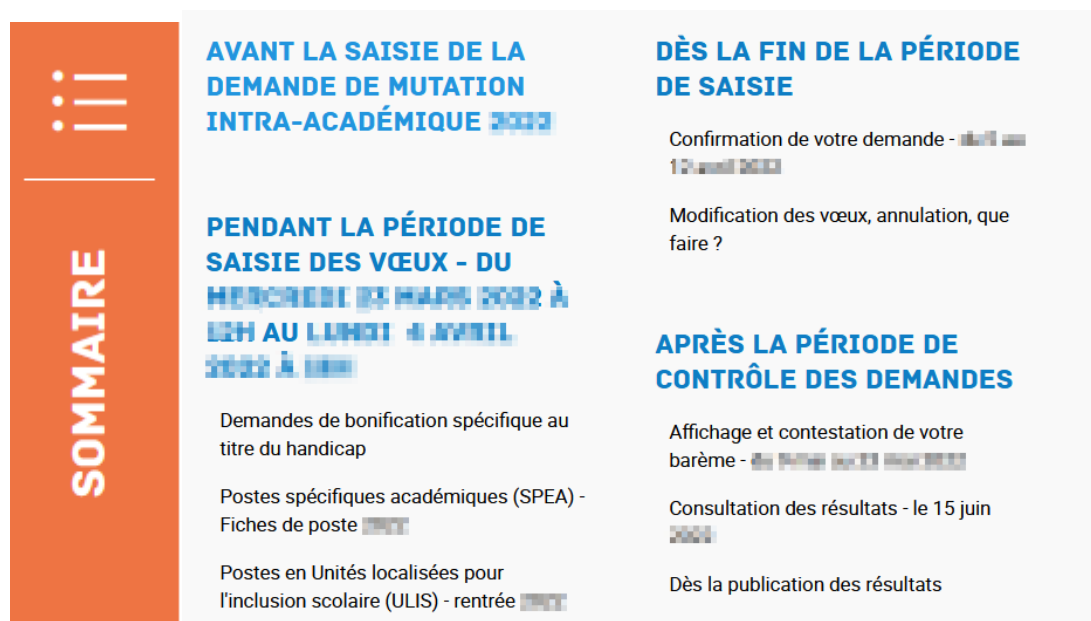 SOMMAIRE
AVANT LA SAISIE DE LA
DEMANDE DE MUTATION
INTRA-ACADÉMIQUE
PENDANT LA PÉRIODE DE
SAISIE DES VŒUX - DU
À
AU
À
Demandes de bonification spécifique au
titre du handicap
Postes spécifiques académiques (SPEA) -
Fiches de poste
Postes en Unités localisées pour
l'inclusion scolaire (ULIS) - rentrée
DÈS LA FIN DE LA PÉRIODE
DE SAISIE
Confirmation de votre demande -
Modification des vœux, annulation, que
faire ?
APRÈS LA PÉRIODE DE
CONTRÔLE DES DEMANDES
Affichage et contestation de votre
barème -
Consultation des résultats - le 15 juin
Dès la publication des résultats